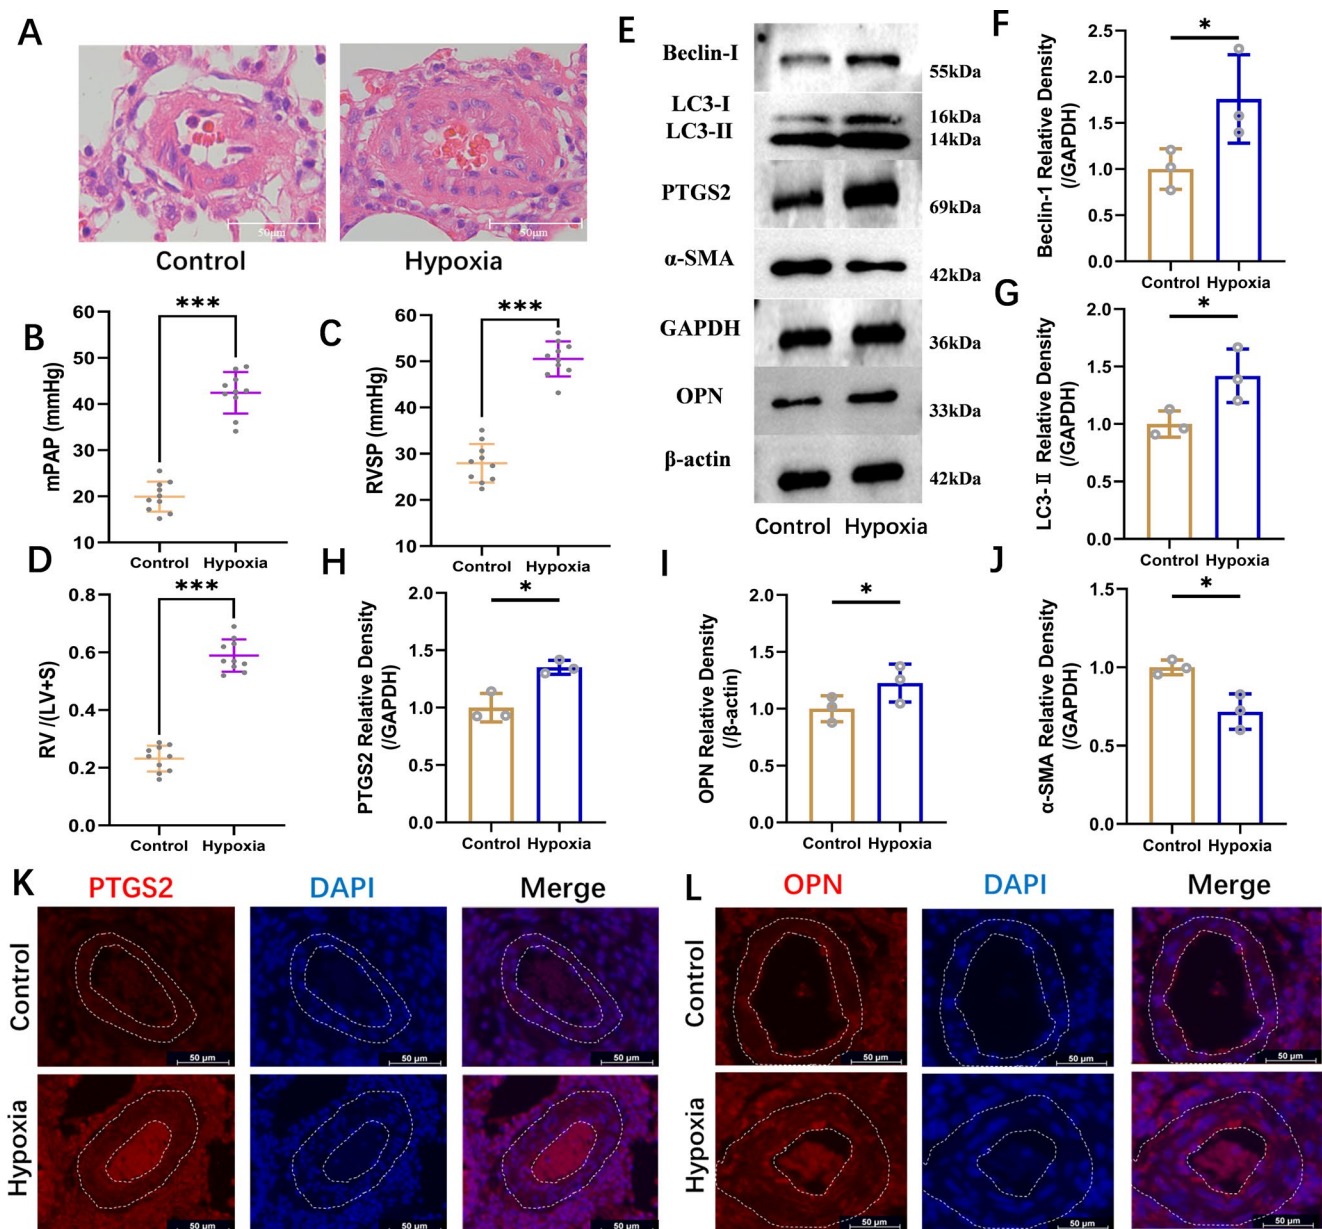 A
50μm
50μm
Control
Hypoxia
B
mPAP (mmHg)
60
50
40
30
20
10
***
Control Hypoxia
C
RVSP (mmHg)
60
50
40
30
20
10
***
Control Hypoxia
D
RV /(LV+S)
0.8
0.6
0.4
0.2
0.0
***
Control Hypoxia
E
Beclin-I
55kDa
LC3-I
16kDa
LC3-II
14kDa
PTGS2
69kDa
α-SMA
42kDa
GAPDH
36kDa
OPN
33kDa
β-actin
42kDa
Control Hypoxia
F
Beclin-1 Relative Density
(/GAPDH)
2.5
2.0
1.5
1.0
0.5
0.0
*
Control Hypoxia
G
LC3-Ⅱ Relative Density
(/GAPDH)
2.0
1.5
1.0
0.5
0.0
*
Control Hypoxia
H
PTGS2 Relative Density
(/GAPDH)
2.0
1.5
1.0
0.5
0.0
*
Control Hypoxia
I
OPN Relative Density
(/β-actin)
2.0
1.5
1.0
0.5
0.0
*
Control Hypoxia
J
α-SMA Relative Density
(/GAPDH)
1.5
1.0
0.5
0.0
*
Control Hypoxia
K
PTGS2
DAPI
Merge
Control
50 μm
50 μm
50 μm
Hypoxia
50 μm
50 μm
50 μm
L
OPN
DAPI
Merge
Control
50 μm
50 μm
50 μm
Hypoxia
50 μm
50 μm
50 μm